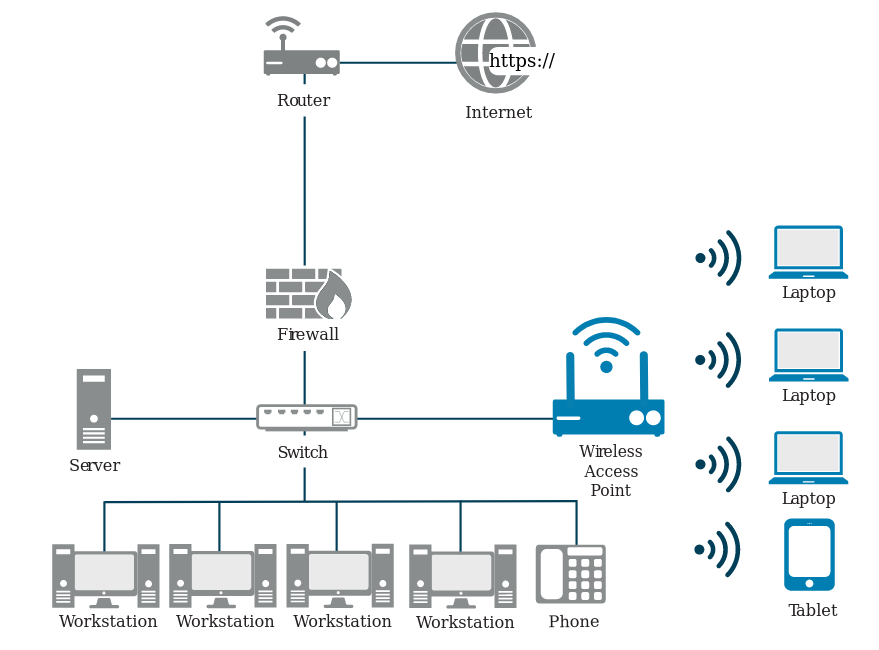 https://
Router
Internet
Firewall
Laptop
Laptop
Server
Switch
Wireless
Access
Point
Laptop
Workstation
Workstation
Workstation
Workstation
Phone
Tablet